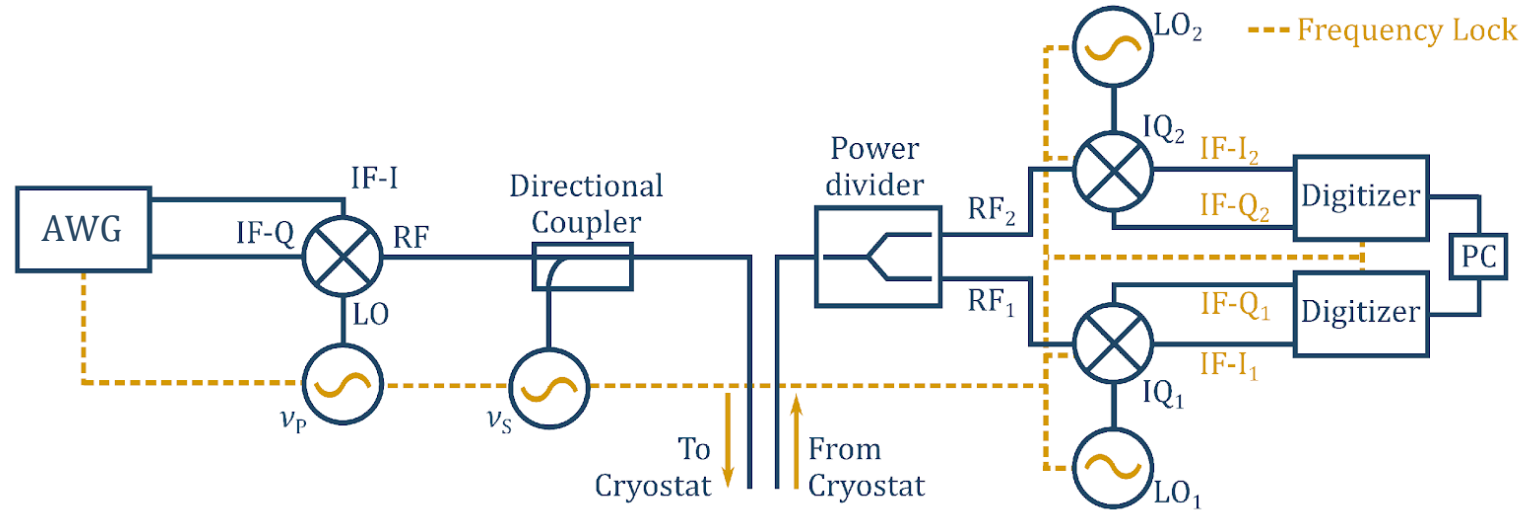 LO₂
Frequency Lock
IQ₂
Power
divider
IF-I₂
IF-I
Directional
Coupler
RF₂
IF-Q₂
Digitizer
AWG
IF-Q
RF
PC
LO
RF₁
IF-Q₁
Digitizer
IF-I₁
IQ₁
νP
νS
To
Cryostat
From
Cryostat
LO₁